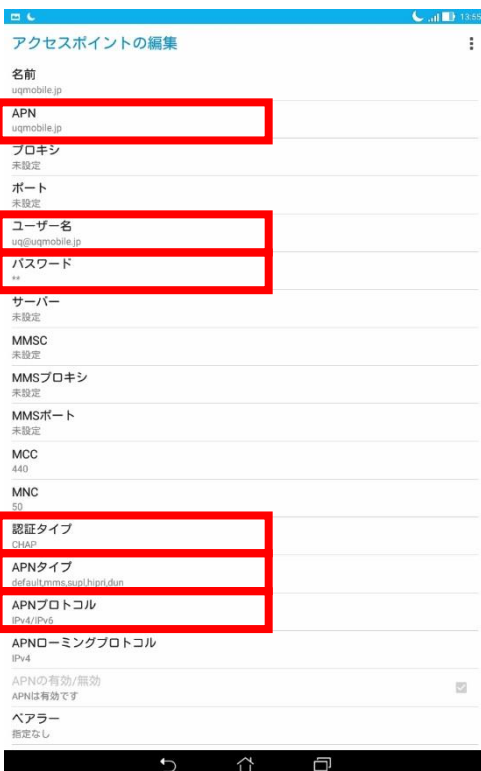 13:55
アクセスポイントの編集
名前
uqmobile.jp
APN
uqmobile.jp
プロキシ
未設定
ポート
未設定
ユーザー名
uq@uqmobile.jp
パスワード
**
サーバー
未設定
MMSC
未設定
MMSプロキシ
未設定
MMSポート
未設定
MCC
440
MNC
50
認証タイプ
CHAP
APNタイプ
default,mms,supl,hipri,dun
APNプロトコル
IPv4/IPv6
APNローミングプロトコル
IPv4
APNの有効/無効
APNは有効です
ベアラー
指定なし